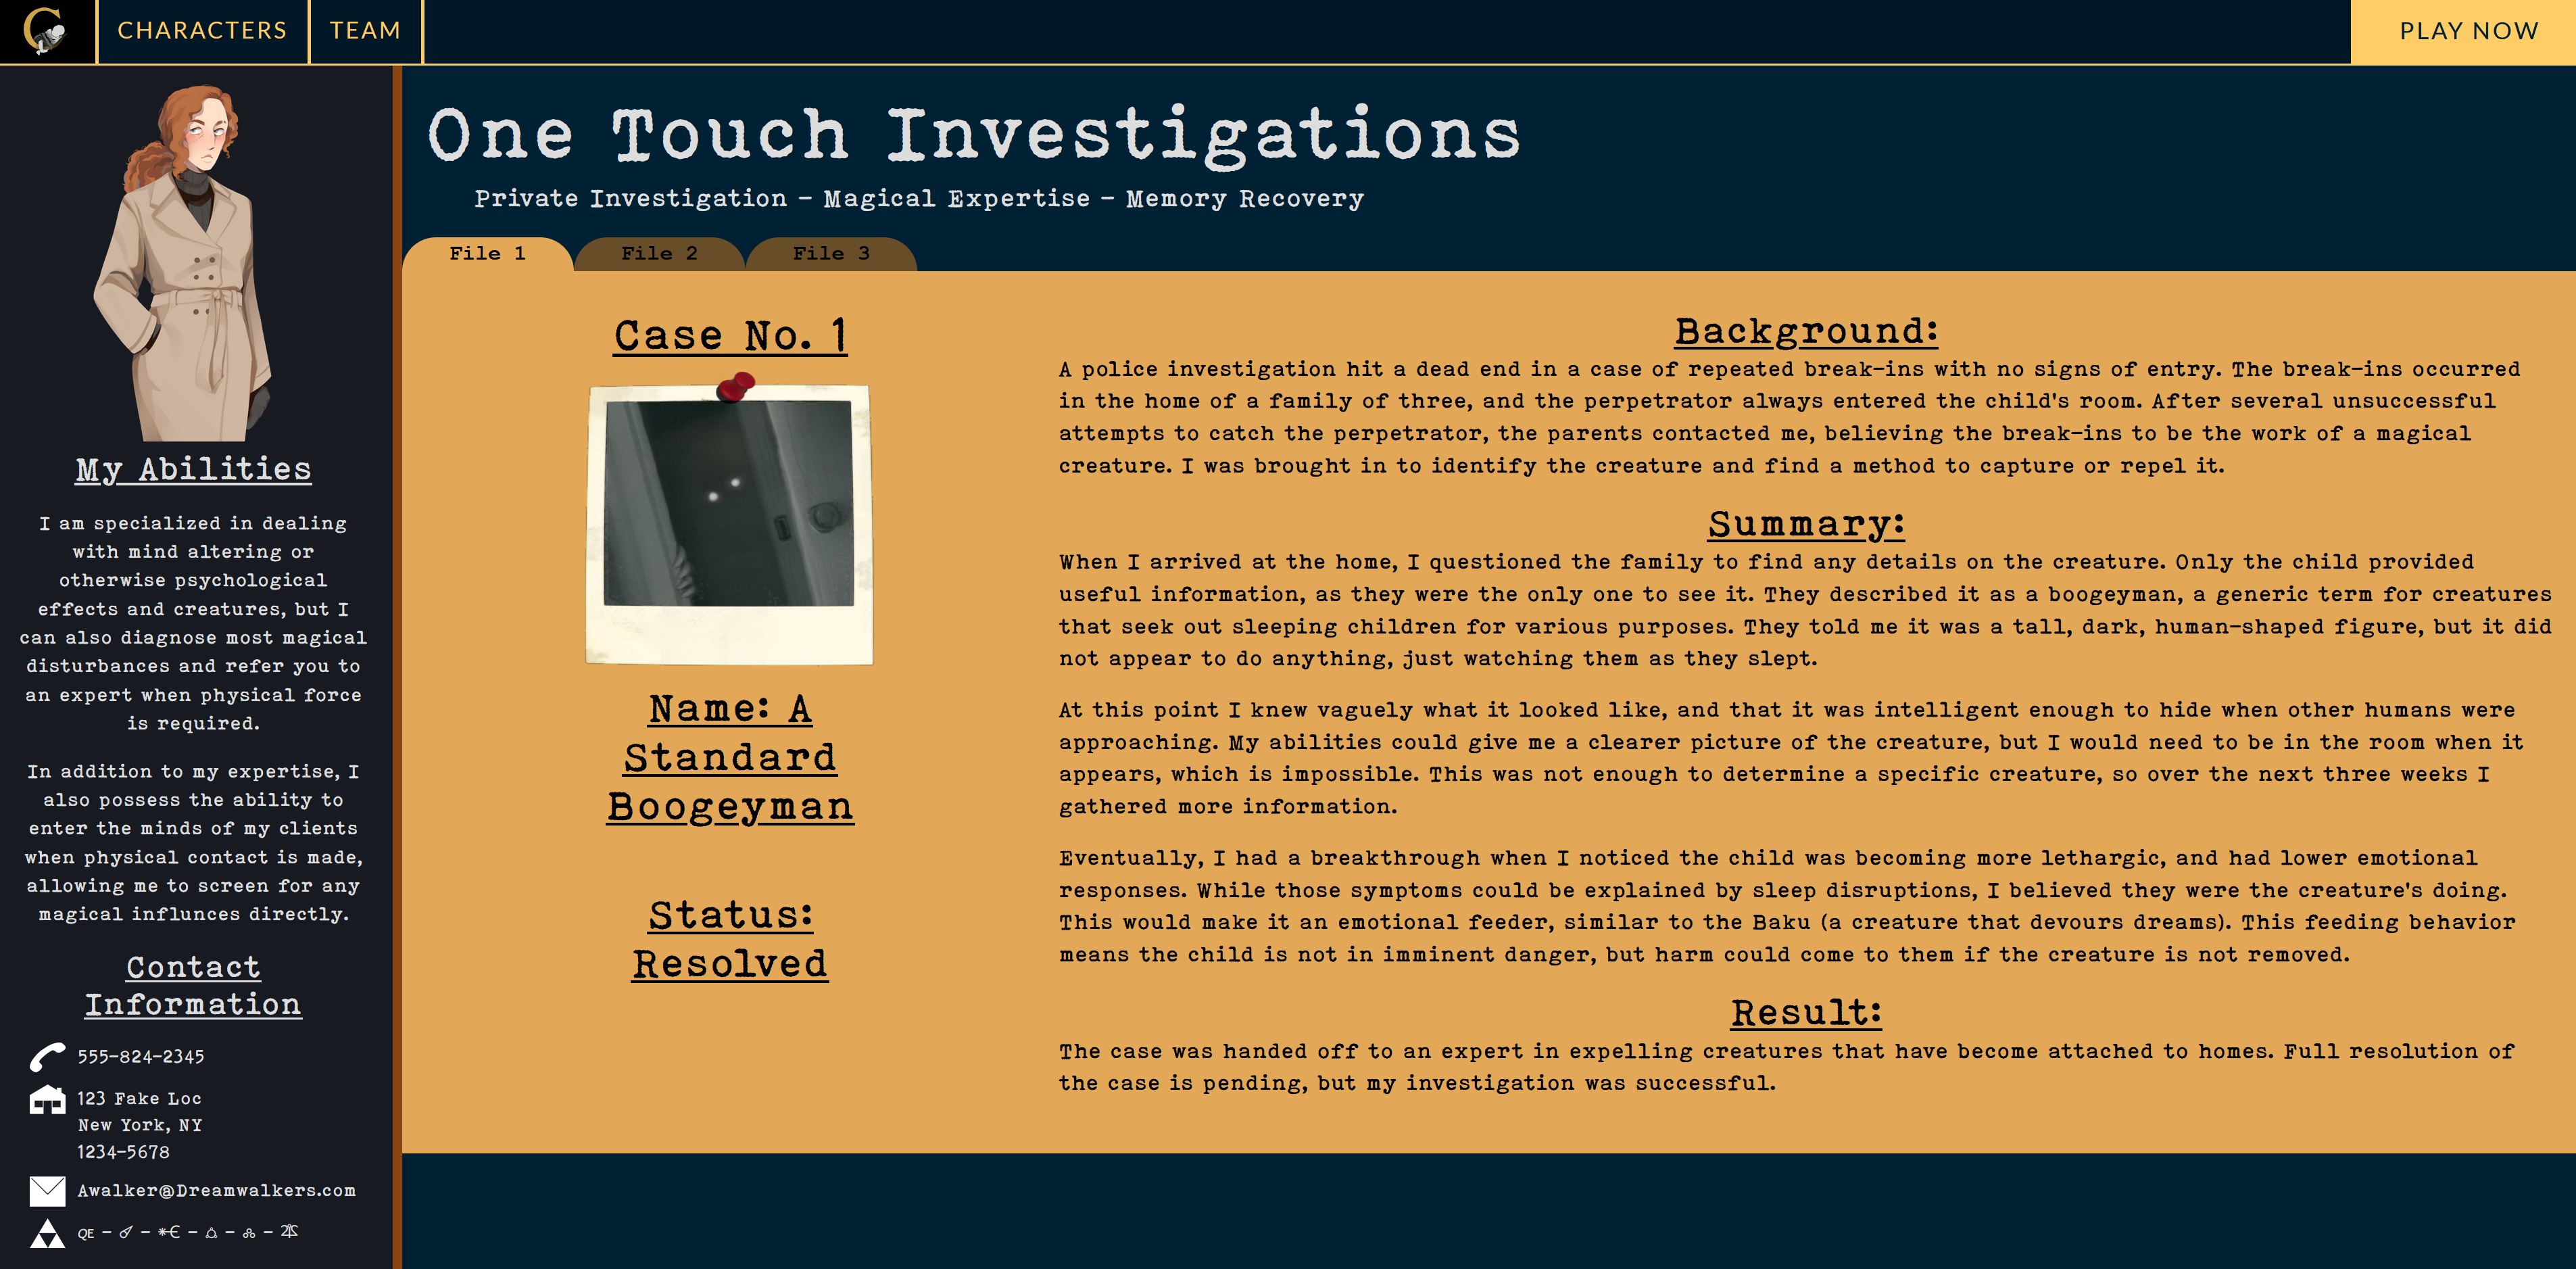 CHARACTERS
TEAM
PLAY NOW
One Touch Investigations
Private Investigation - Magical Expertise - Memory Recovery
File 1
File 2
File 3
My Abilities
I am specialized in dealing
with mind altering or
otherwise psychological
effects and creatures, but I
can also diagnose most magical
disturbances and refer you to
an expert when physical force
is required.
In addition to my expertise, I
also possess the ability to
enter the minds of my clients
when physical contact is made,
allowing me to screen for any
magical influnces directly.
Contact
Information
555-824-2345
123 Fake Loc
New York, NY
1234-5678
Awalker@Dreamwalkers.com
Case No. 1
Name: A
Standard
Boogeyman
Status:
Resolved
Background:
A police investigation hit a dead end in a case of repeated break-ins with no signs of entry. The break-ins occurred
in the home of a family of three, and the perpetrator always entered the child's room. After several unsuccessful
attempts to catch the perpetrator, the parents contacted me, believing the break-ins to be the work of a magical
creature. I was brought in to identify the creature and find a method to capture or repel it.
Summary:
When I arrived at the home, I questioned the family to find any details on the creature. Only the child provided
useful information, as they were the only one to see it. They described it as a boogeyman, a generic term for creatures
that seek out sleeping children for various purposes. They told me it was a tall, dark, human-shaped figure, but it did
not appear to do anything, just watching them as they slept.
At this point I knew vaguely what it looked like, and that it was intelligent enough to hide when other humans were
approaching. My abilities could give me a clearer picture of the creature, but I would need to be in the room when it
appears, which is impossible. This was not enough to determine a specific creature, so over the next three weeks I
gathered more information.
Eventually, I had a breakthrough when I noticed the child was becoming more lethargic, and had lower emotional
responses. While those symptoms could be explained by sleep disruptions, I believed they were the creature's doing.
This would make it an emotional feeder, similar to the Baku (a creature that devours dreams). This feeding behavior
means the child is not in imminent danger, but harm could come to them if the creature is not removed.
Result:
The case was handed off to an expert in expelling creatures that have become attached to homes. Full resolution of
the case is pending, but my investigation was successful.